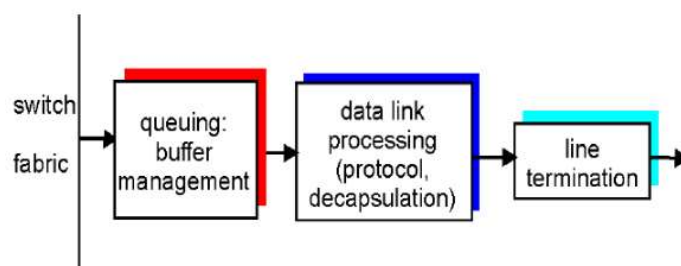 switch
fabric
queuing:
buffer
management
data link
processing
(protocol,
decapsulation)
line
termination